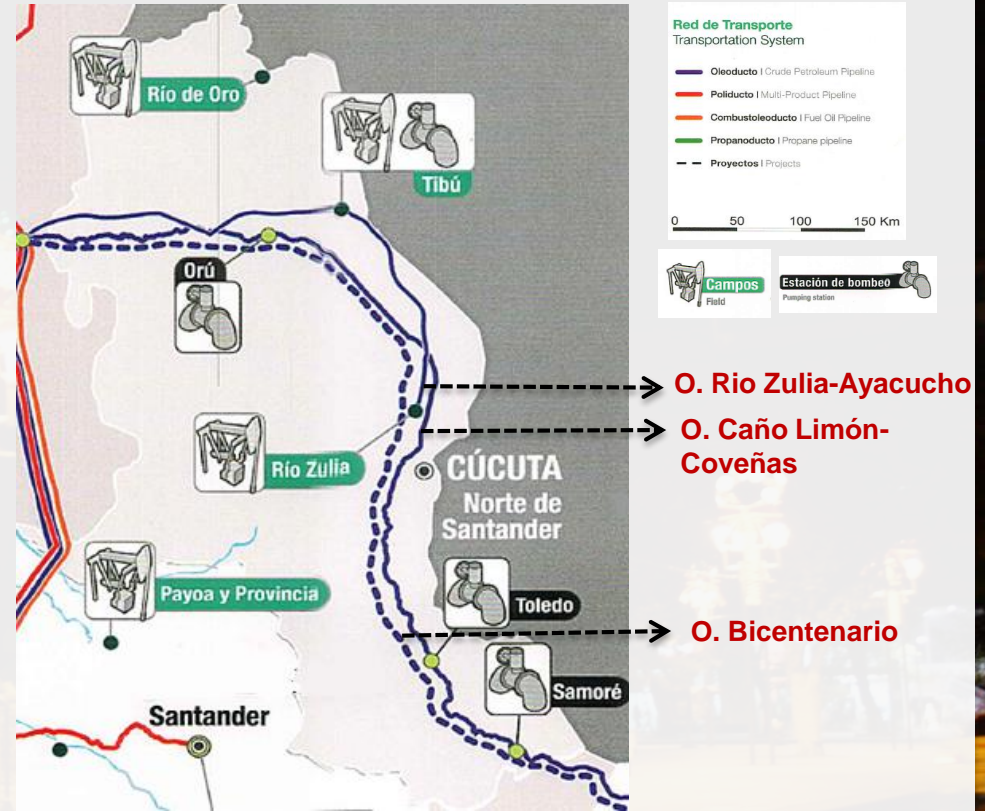 Río de Oro
Tibú
Orú
Río Zulia
CÚCUTA
Norte de
Santander
Payoa y Provincia
Toledo
Samoré
Santander
Red de Transporte
Transportation System
Oleoducto | Crude Petroleum Pipeline
Poliducto | Multi-Product Pipeline
Combustoleoducto | Fuel Oil Pipeline
Propanoducto | Propane pipeline
Proyectos | Projects
0 50 100 150 Km
Campos
Field
Estación de bombeo
Pumping station
O. Rio Zulia-Ayacucho
O. Caño Limón-
Coveñas
O. Bicentenario